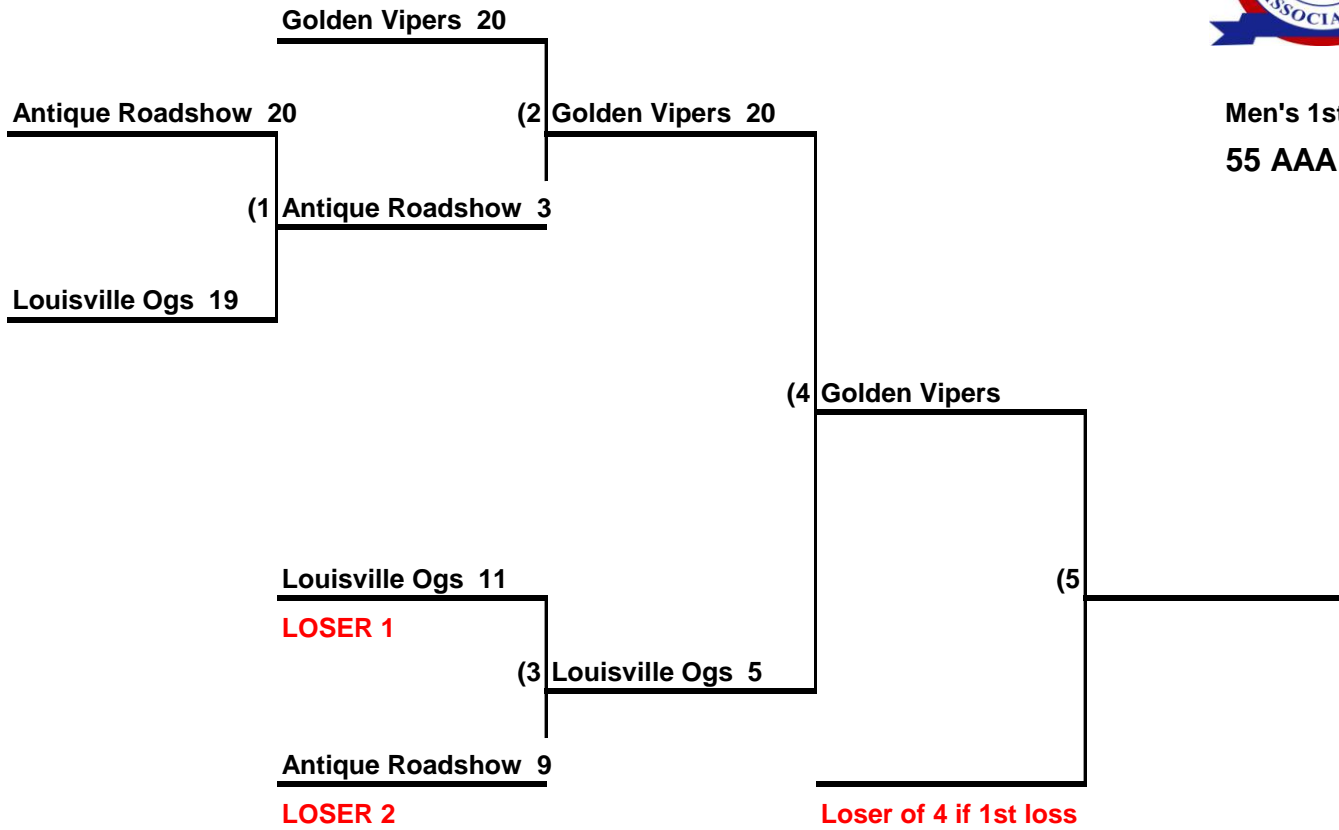 ASSOCIA
Golden Vipers 20
Antique Roadshow 20
(2 Golden Vipers 20
Men's 1st
55 AAA
(1 Antique Roadshow 3
Louisville Ogs 19
(4 Golden Vipers
Louisville Ogs 11
(5
LOSER 1
(3 Louisville Ogs 5
Antique Roadshow 9
LOSER 2
Loser of 4 if 1st loss